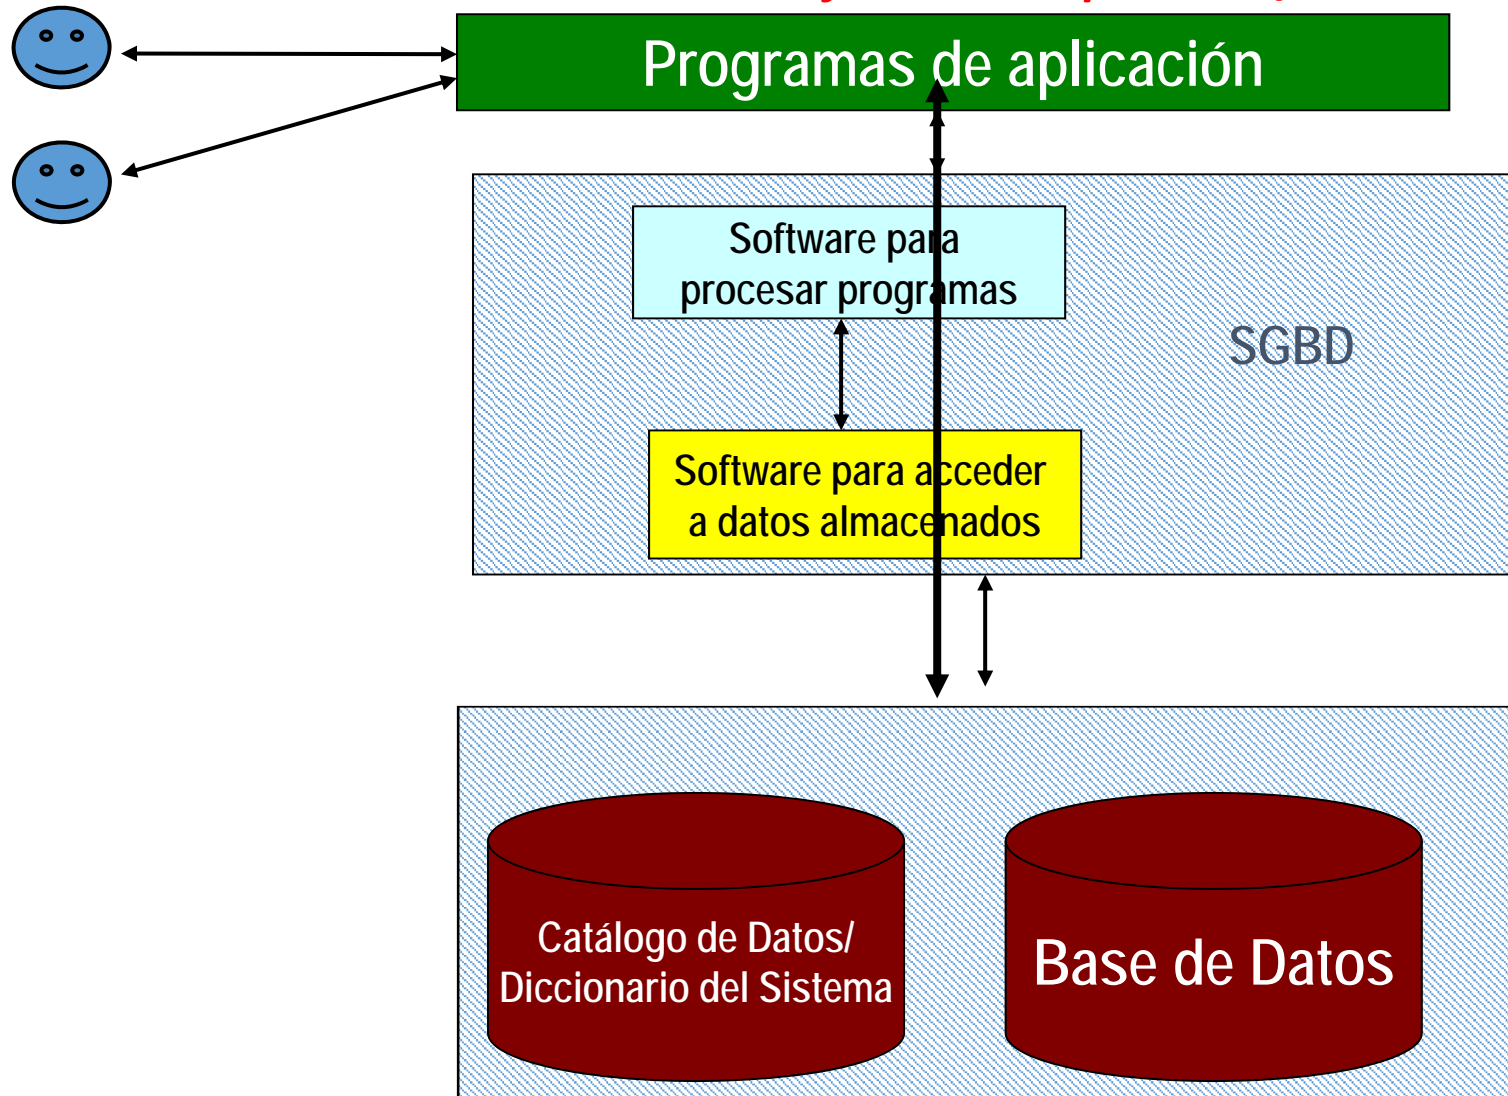 Programas de aplicación
Software para
procesar programas
SGBD
Software para acceder
a datos almacenados
Catálogo de Datos/
Diccionario del Sistema
Base de Datos